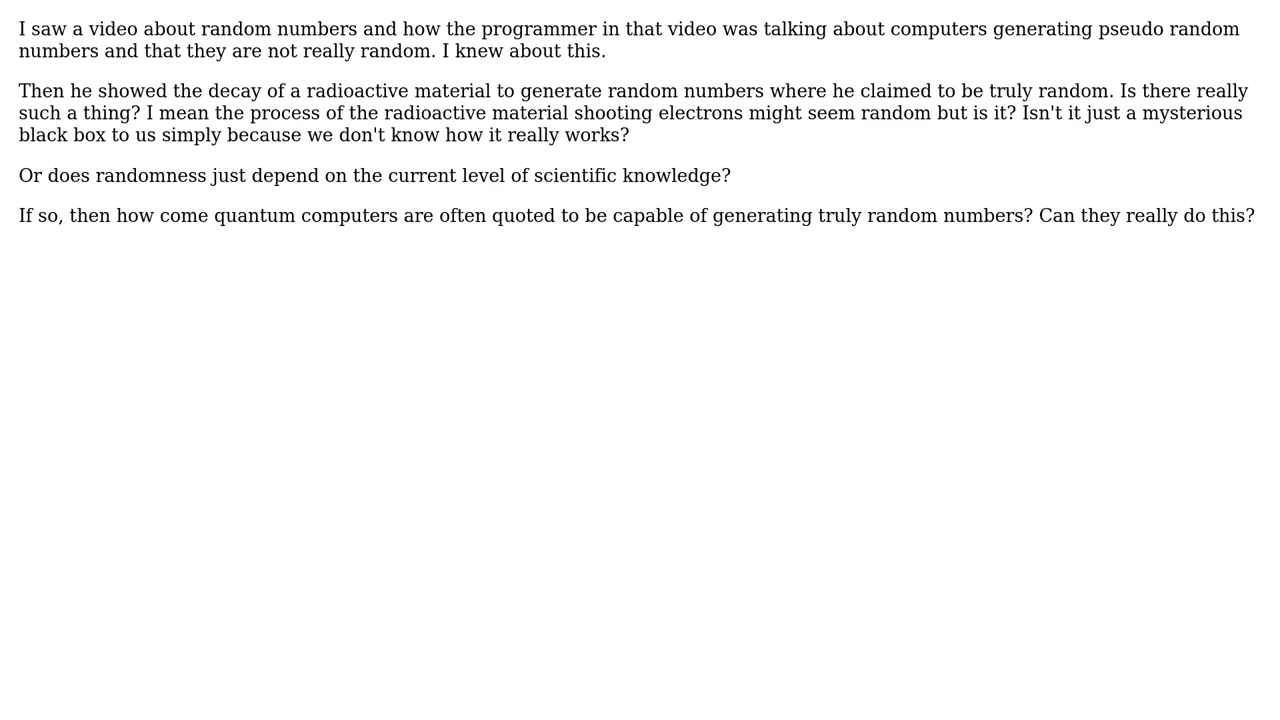 I saw a video about random numbers and how the programmer in that video was talking about computers generating pseudo random
numbers and that they are not really random. I knew about this.
Then he showed the decay of a radioactive material to generate random numbers where he claimed to be truly random. Is there really
such a thing? I mean the process of the radioactive material shooting electrons might seem random but is it? Isn't it just a mysterious
black box to us simply because we don't know how it really works?
Or does randomness just depend on the current level of scientific knowledge?
If so, then how come quantum computers are often quoted to be capable of generating truly random numbers? Can they really do this?